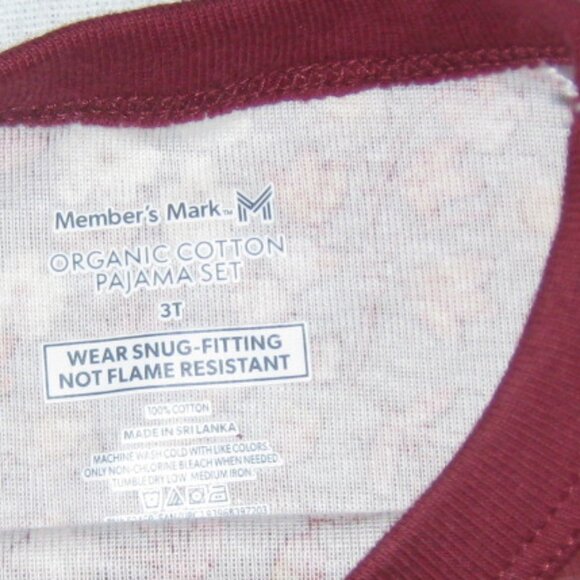 Member's Mark™
ORGANIC COTTON
PAJAMA SET
3T
WEAR SNUG-FITTING
NOT FLAME RESISTANT
100% COTTON
MADE IN SRI LANKA
MACHINE WASH COLD WITH LIKE COLORS.
ONLY NON-CHLORINE BLEACH WHEN NEEDED.
TUMBLE DRY LOW. MEDIUM IRON.